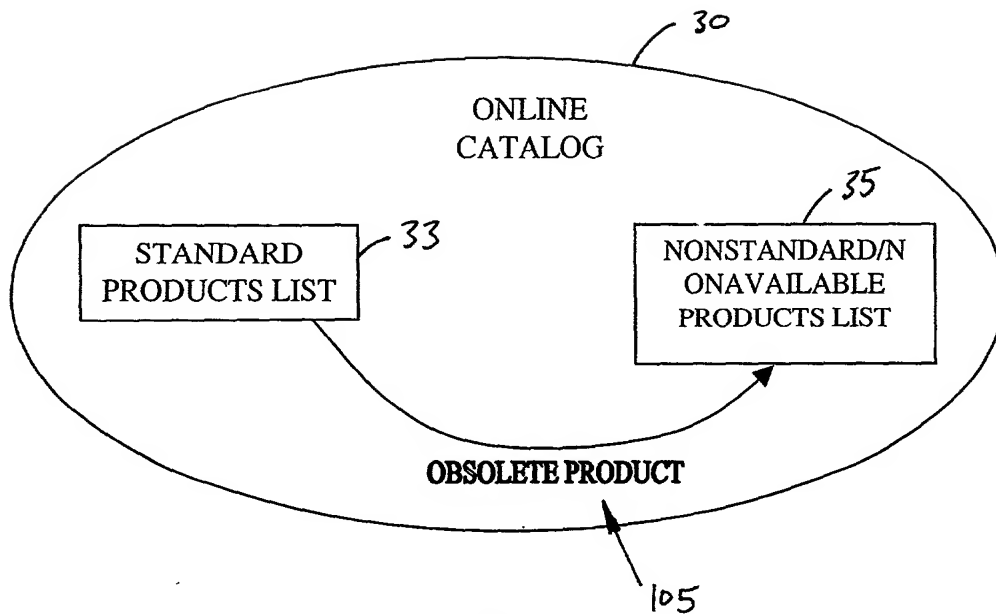 30
ONLINE
CATALOG
35
33
STANDARD
PRODUCTS LIST
NONSTANDARD/N
ONAVAILABLE
PRODUCTS LIST
OBSOLETE PRODUCT
105